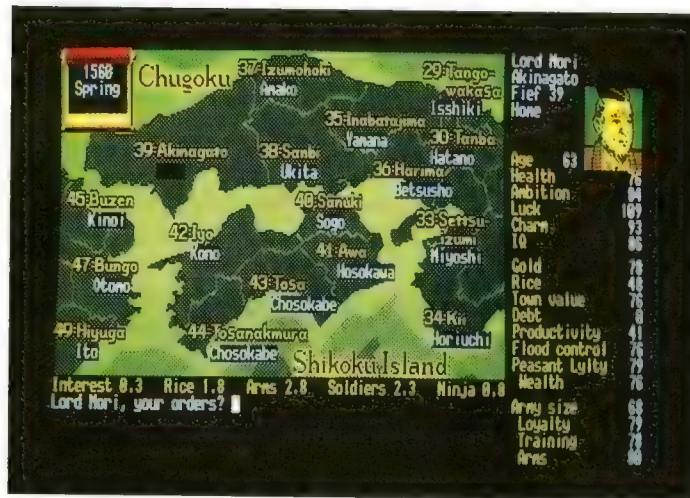 1560
Spring
Chugoku
37-Izumohoki
Amako
29-Tango-
wakasa
Isshiki
35-Inabatajima
Yamana
30-Tanba
Hatano
39-Akinagato
38-Sanbi
Ukita
36-Harima
Betsusho
45-Buzen
Kinoi
40-Sanuki
Sogo
33-Settsu-
izumi
Miyoshi
42-Iyo
Kono
41-Awa
Hosokawa
47-Bungo
Otomo
43-Tosa
Chosokabe
49-Hiyuga
Ito
44-Tosanakmura
Chosokabe
34-Kii
Horiuchi
Shikoku Island
Interest 0.3 Rice 1.8 Arms 2.8 Soldiers 2.3 Ninja 0.8
Lord Mori, your orders?
Lord Mori
Akinagato
Fief 39
Home
Age 63
Health 76
Ambition 84
Luck 109
Charm 93
IQ 86
Gold 78
Rice 48
Town value 76
Debt 0
Productivity 41
Flood control 76
Peasant Lylty 79
Wealth 76
Army size 68
Loyalty 79
Training 78
Arms 80